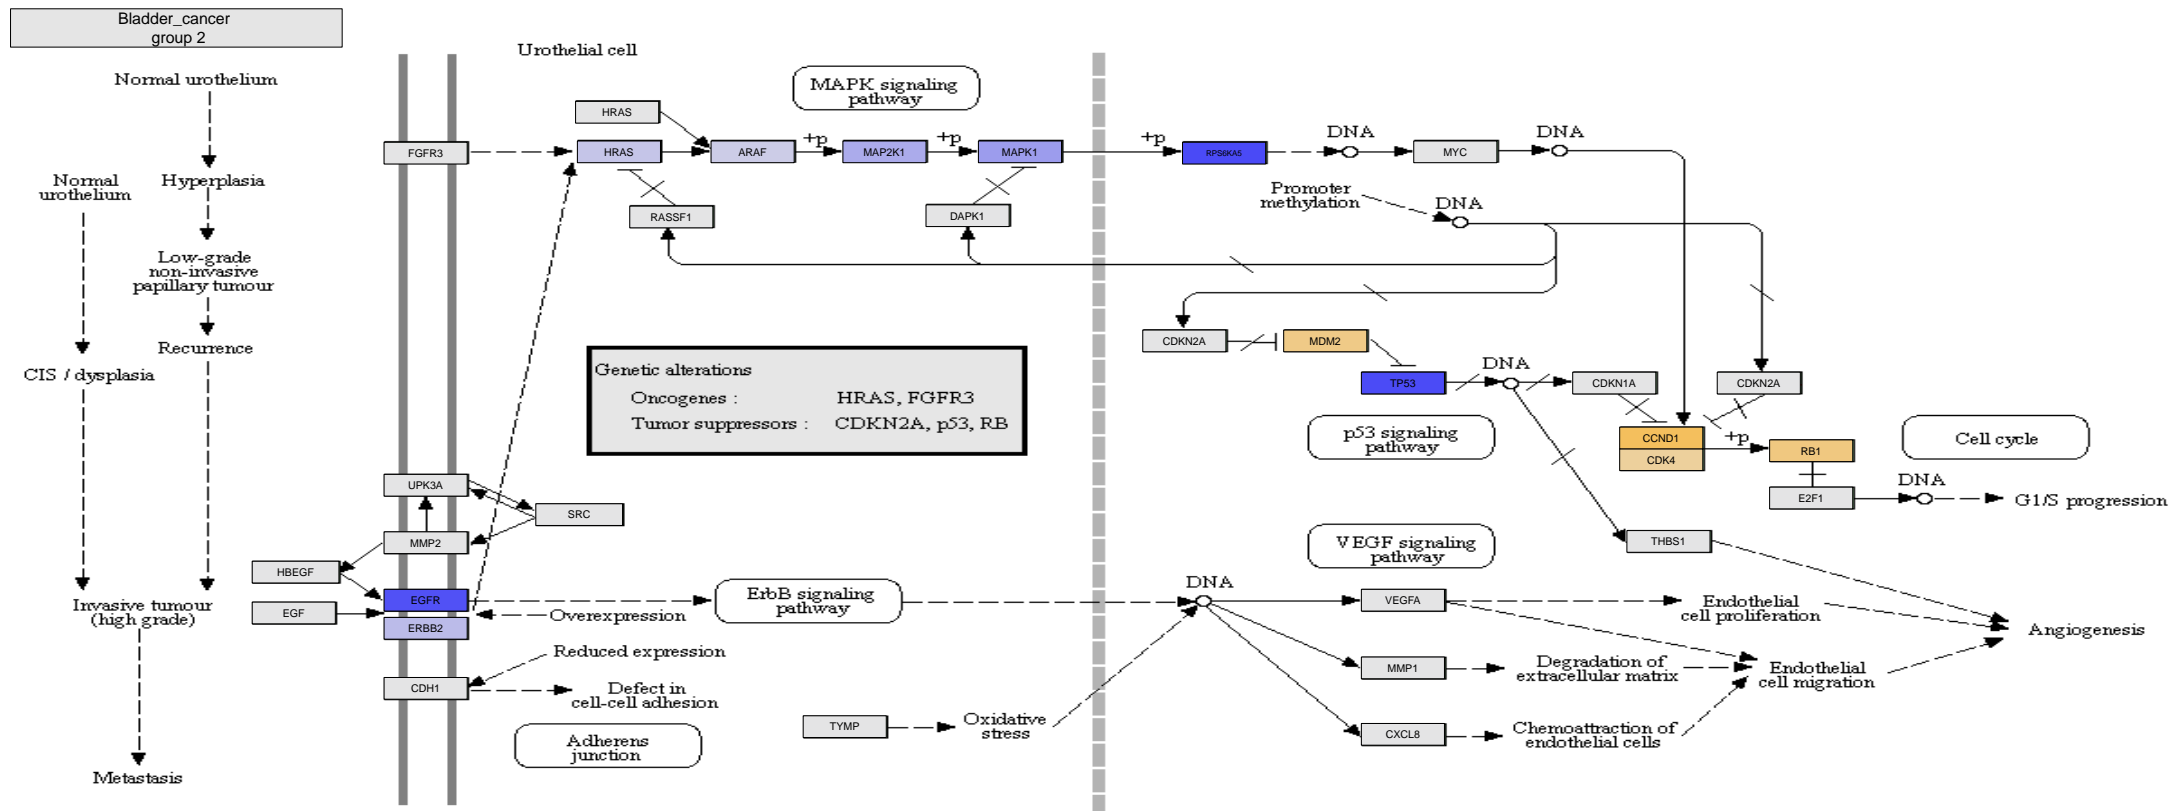 Bladder_cancer
group 2
Urothelial cell
Normal urothelium
MAPK signaling
pathway
HRAS
FGFR3
HRAS
ARAF
+p
MAP2K1
+p
MAPK1
+p
RPS6KA5
DNA
MYC
DNA
Normal
urothelium
Hyperplasia
RASSF1
DAPK1
Promoter
methylation
DNA
Low-grade
non-invasive
papillary tumour
Recurrence
CIS / dysplasia
CDKN2A
MDM2
TP53
DNA
CDKN1A
CDKN2A
Genetic alterations
Oncogenes : HRAS, FGFR3
Tumor suppressors : CDKN2A, p53, RB
p53 signaling
pathway
CCND1
CDK4
+p
RB1
Cell cycle
E2F1
DNA
G1/S progression
UPK3A
SRC
MMP2
HBEGF
EGFR
EGF
ERBB2
Overexpression
ErbB signaling
pathway
DNA
VEGF signaling
pathway
THBS1
VEGFA
Endothelial
cell proliferation
Angiogenesis
Invasive tumour
(high grade)
Reduced expression
CDH1
Defect in
cell-cell adhesion
MMP1
Degradation of
extracellular matrix
Endothelial
cell migration
TYMP
Oxidative
stress
CXCL8
Chemoattraction of
endothelial cells
Adherens
junction
Metastasis